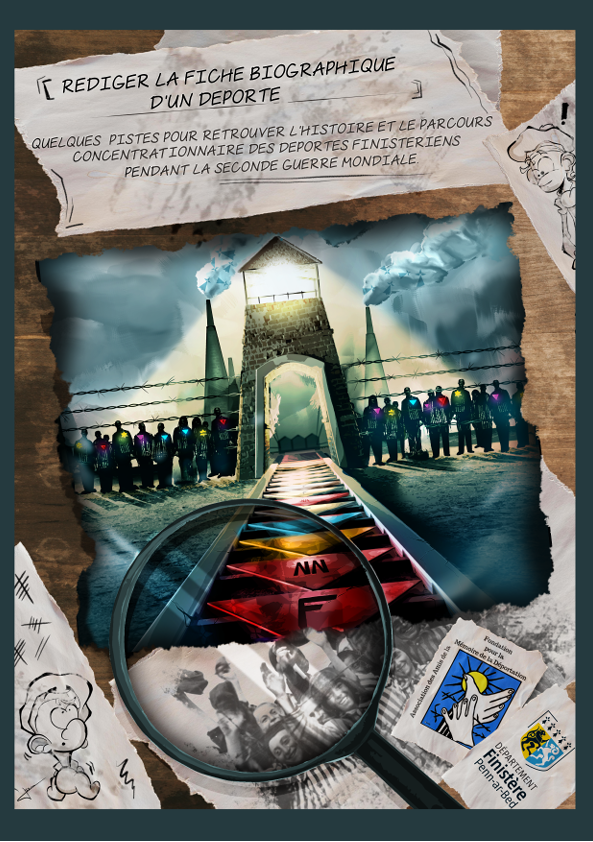 REDIGER LA FICHE BIOGRAPHIQUE
D'UN DEPORTE
QUELQUES PISTES POUR RETROUVER L'HISTOIRE ET LE PARCOURS
CONCENTRATIONNAIRE DES DEPORTES FINISTERIENS
PENDANT LA SECONDE GUERRE MONDIALE.
!
NN
F
Association des Amis de la
Fondation
pour la
Mémoire de la Déportation
DÉPARTEMENT
Finistère
Penn-ar-Bed